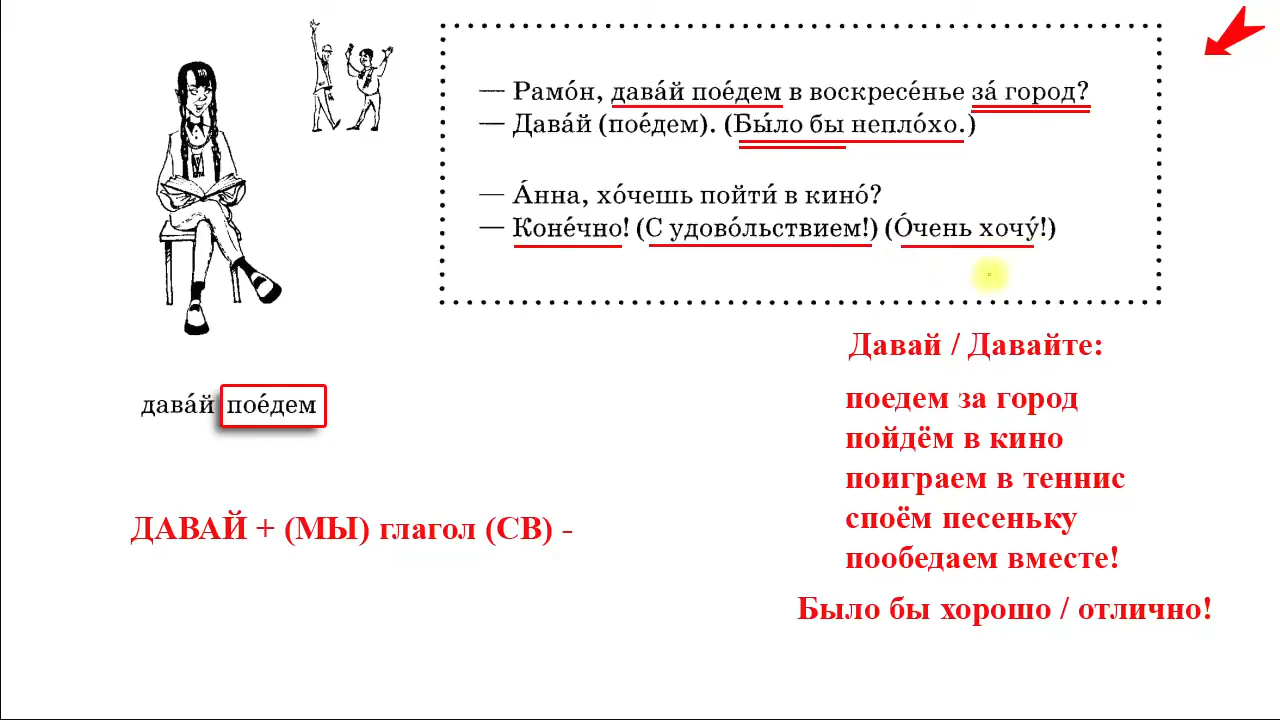 — Рамо́н, дава́й пое́дем в воскресе́нье за́ город?
— Дава́й (пое́дем). (Бы́ло бы непло́хо.)
— А́нна, хо́чешь пойти́ в кино́?
— Коне́чно! (С удово́льствием!) (О́чень хочу́!)
Давай / Давайте:
дава́й пое́дем
поедем за город
пойдём в кино
поиграем в теннис
споём песеньку
пообедаем вместе!
ДАВАЙ + (МЫ) глагол (СВ) -
Было бы хорошо / отлично!